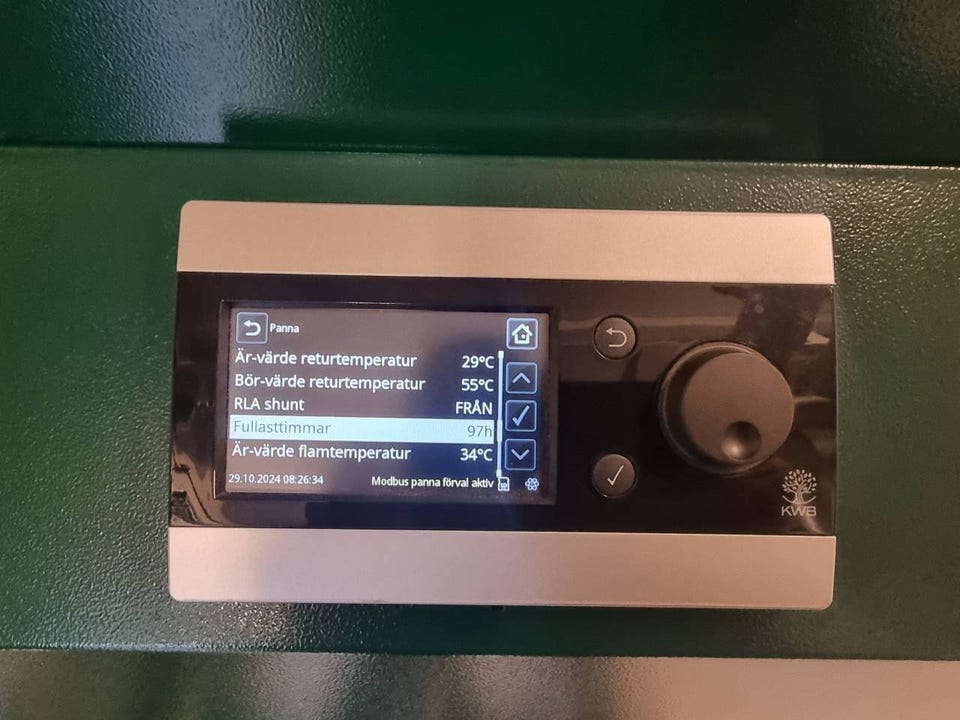 Panna
Är-värde returtemperatur 29°C
Bör-värde returtemperatur 55°C
RLA shunt FRÅN
Fullasttimmar 97h
Är-värde flamtemperatur 34°C
29.10.2024 08:26:34 Modbus panna förval aktiv
KWB